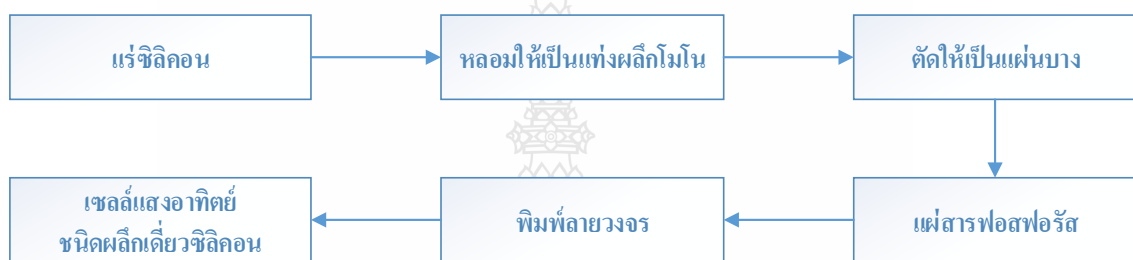 แร่ซิลิคอน
หลอมให้เป็นแท่งผลึกโมโน
ตัดให้เป็นแผ่นบาง
แผ่สารฟอสฟอรัส
พิมพ์ลายวงจร
เซลล์แสงอาทิตย์
ชนิดผลึกเดี่ยวซิลิคอน